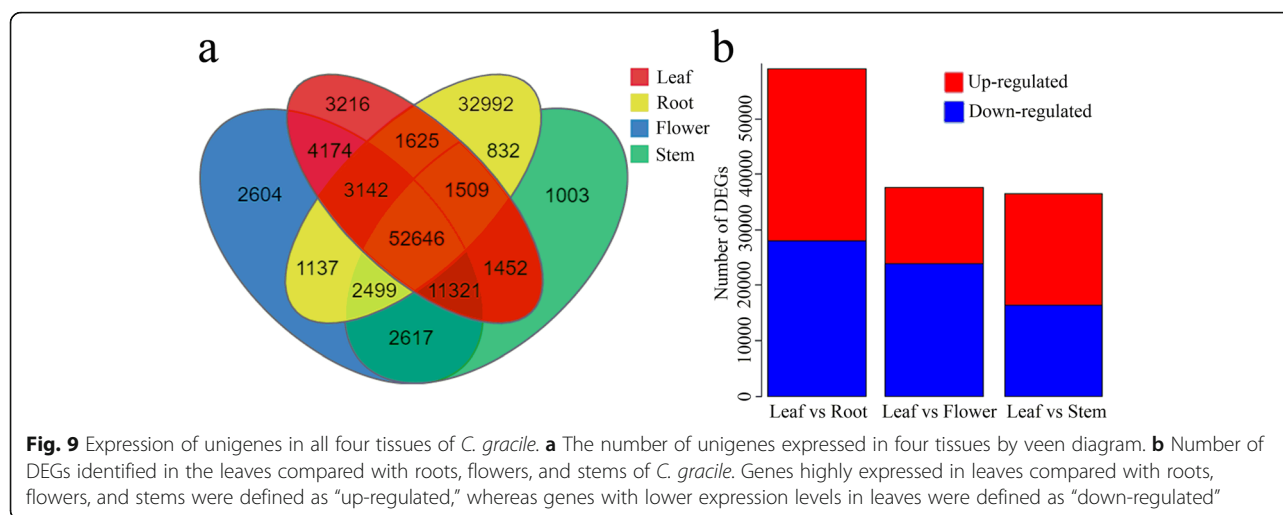 a
Leaf
Root
Flower
Stem
3216
32992
4174
1625
832
2604
3142
1509
1003
52646
1137
1452
2499
11321
2617
b
Up-regulated
Down-regulated
Number of DEGs
50000
40000
30000
20000
10000
0
Leaf vs Root
Leaf vs Flower
Leaf vs Stem
Fig. 9 Expression of unigenes in all four tissues of C. gracile. a The number of unigenes expressed in four tissues by veen diagram. b Number of
DEGs identified in the leaves compared with roots, flowers, and stems of C. gracile. Genes highly expressed in leaves compared with roots,
flowers, and stems were defined as “up-regulated,” whereas genes with lower expression levels in leaves were defined as “down-regulated”